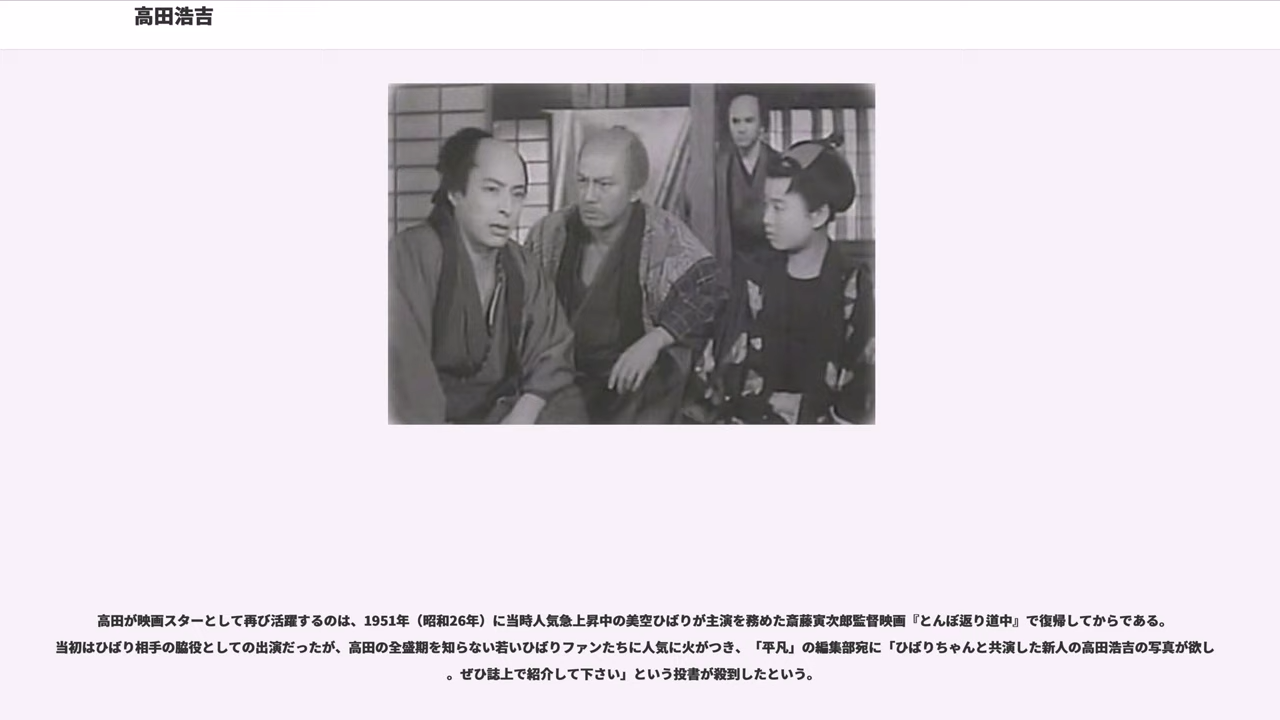 高田浩吉
高田が映画スターとして再び活躍するのは、1951年（昭和26年）に当時人気急上昇中の美空ひばりが主演を務めた斎藤寅次郎監督映画『とんぼ返り道中』で復帰してからである。
当初はひばり相手の脇役としての出演だったが、高田の全盛期を知らない若いひばりファンたちに人気に火がつき、「平凡」の編集部宛に「ひばりちゃんと共演した新人の高田浩吉の写真が欲し
。ぜひ誌上で紹介して下さい」という投書が殺到したという。